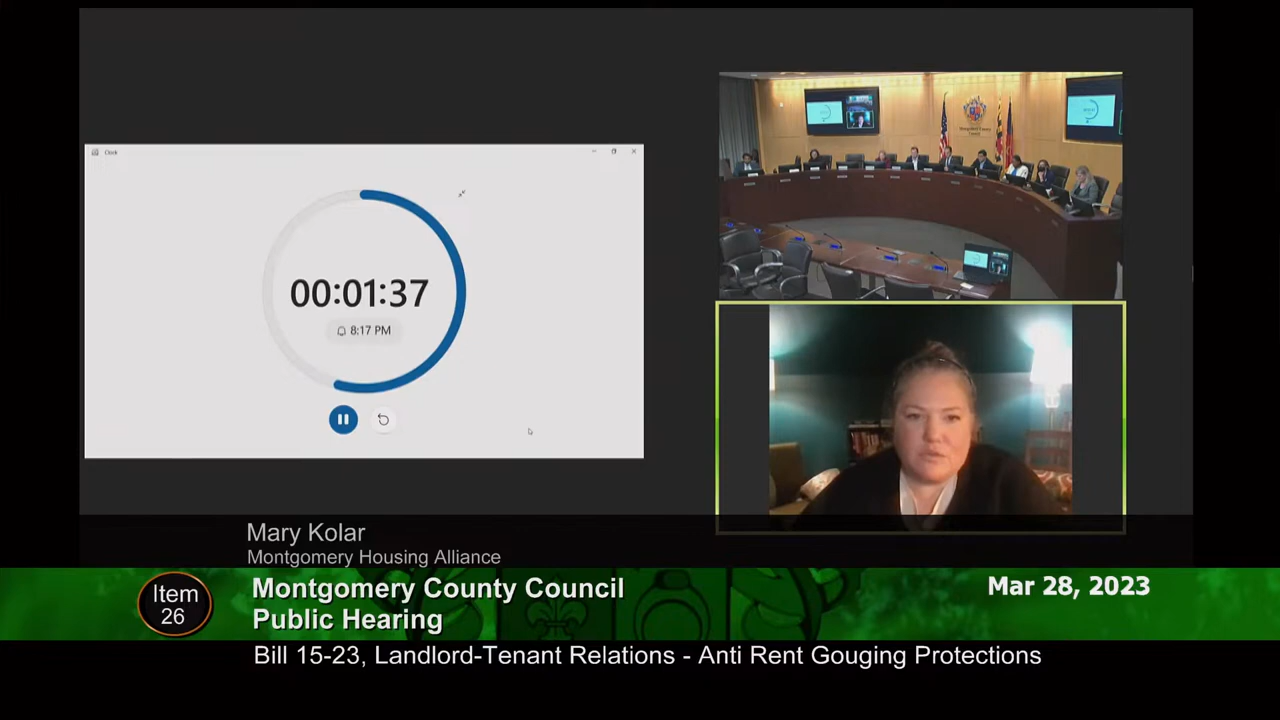 Clock
00:01:37
8:17 PM
Mary Kolar
Montgomery Housing Alliance
Item
26
Montgomery County Council
Public Hearing
Mar 28, 2023
Bill 15-23, Landlord-Tenant Relations - Anti Rent Gouging Protections